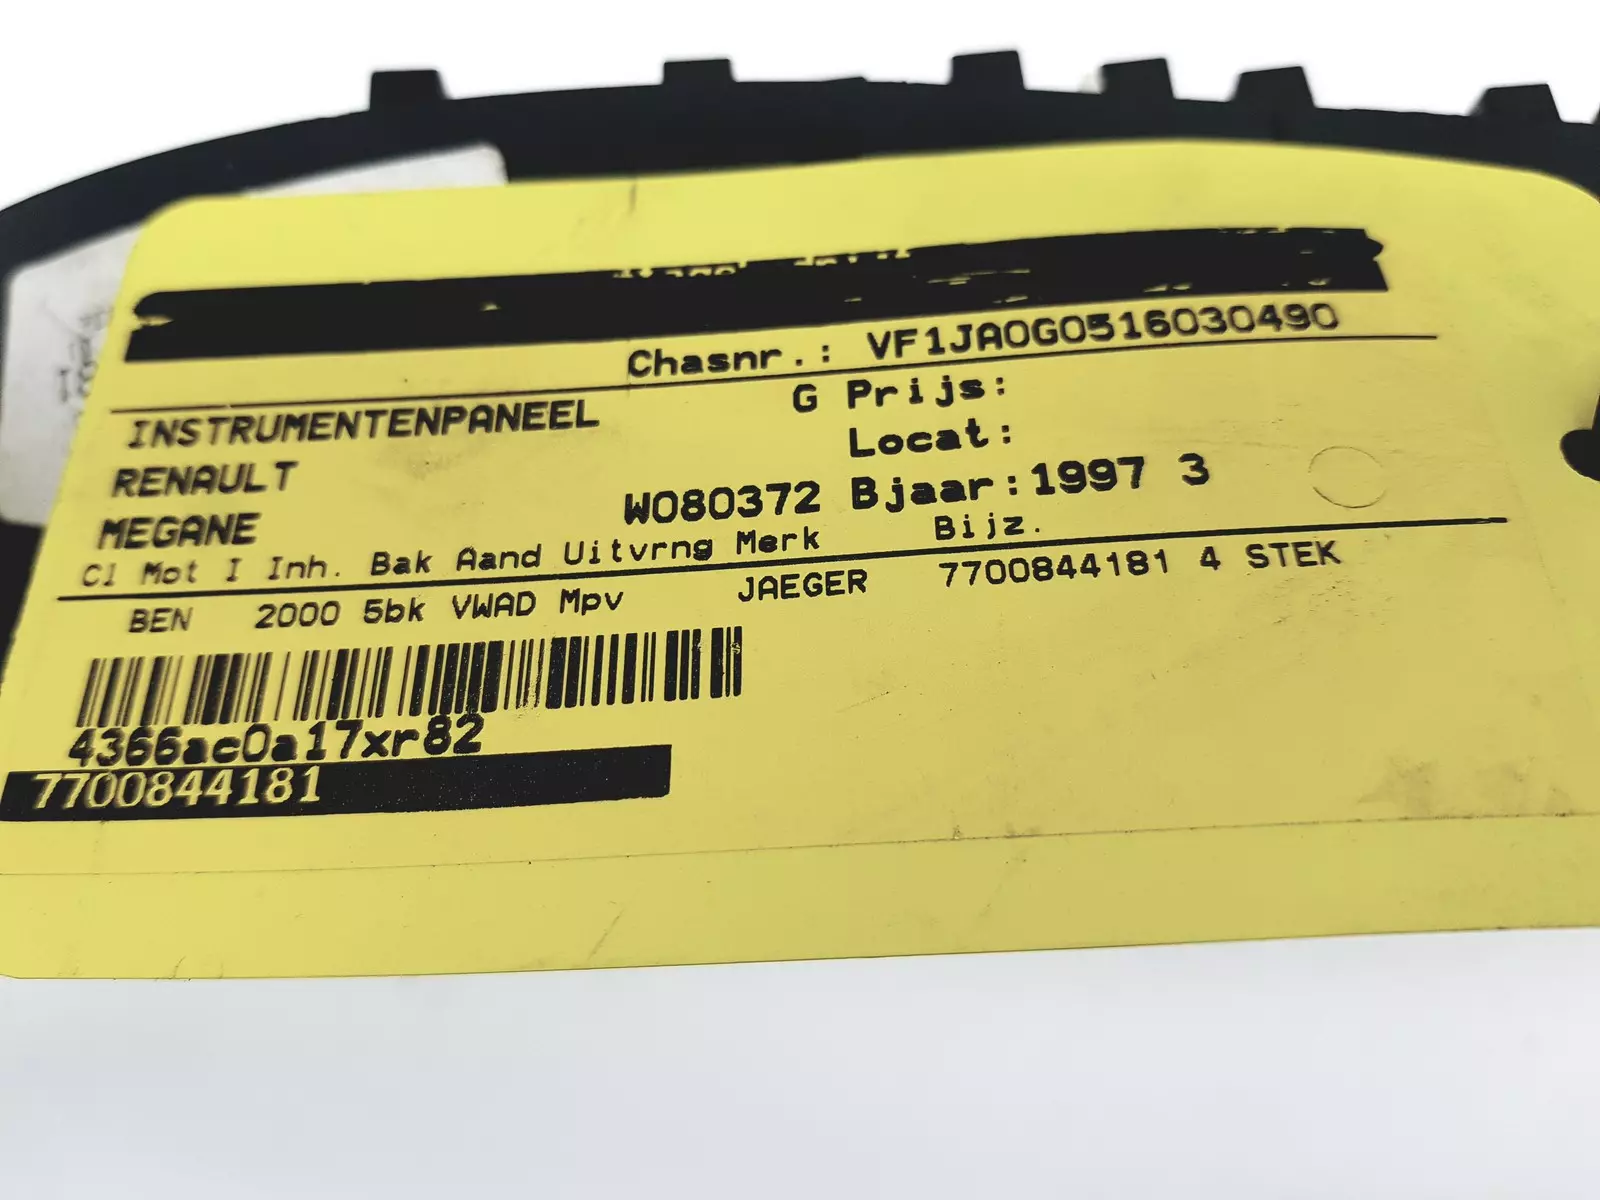 Chasnr.: VF1JA0G0516030490
INSTRUMENTENPANEEL G Prijs:
RENAULT Locat:
MEGANE W080372 Bjaar:1997 3
Cl Mot I Inh. Bak Aand Uitvrng Merk Bijz.
BEN 2000 5bk VWAD Mpv JAEGER 7700844181 4 STEK
4366ac0a17xr82
7700844181